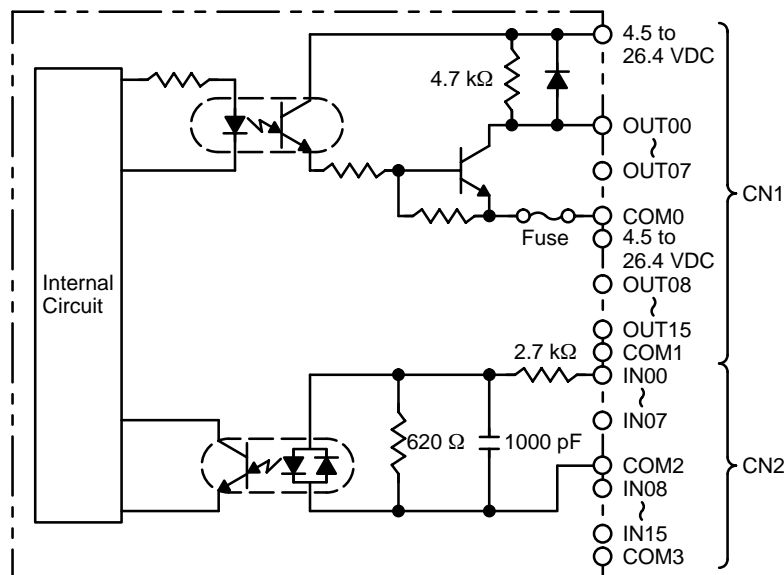 4.5 to
26.4 VDC
4.7 kΩ
OUT00
~
OUT07
CN1
COM0
Fuse
4.5 to
26.4 VDC
Internal
Circuit
OUT08
~
OUT15
2.7 kΩ
COM1
IN00
~
IN07
620 Ω
1000 pF
COM2
CN2
IN08
~
IN15
COM3